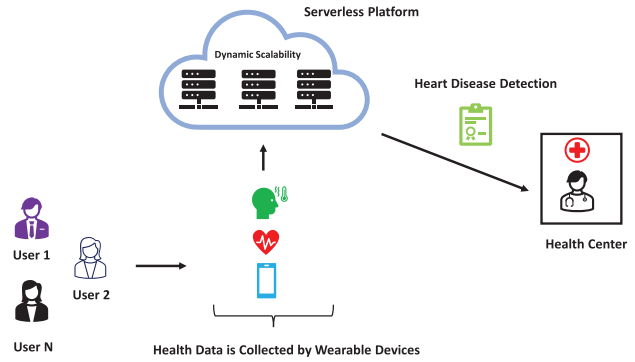 Serverless Platform
Dynamic Scalability
Heart Disease Detection
Health Center
User 1
User 2
User N
Health Data is Collected by Wearable Devices